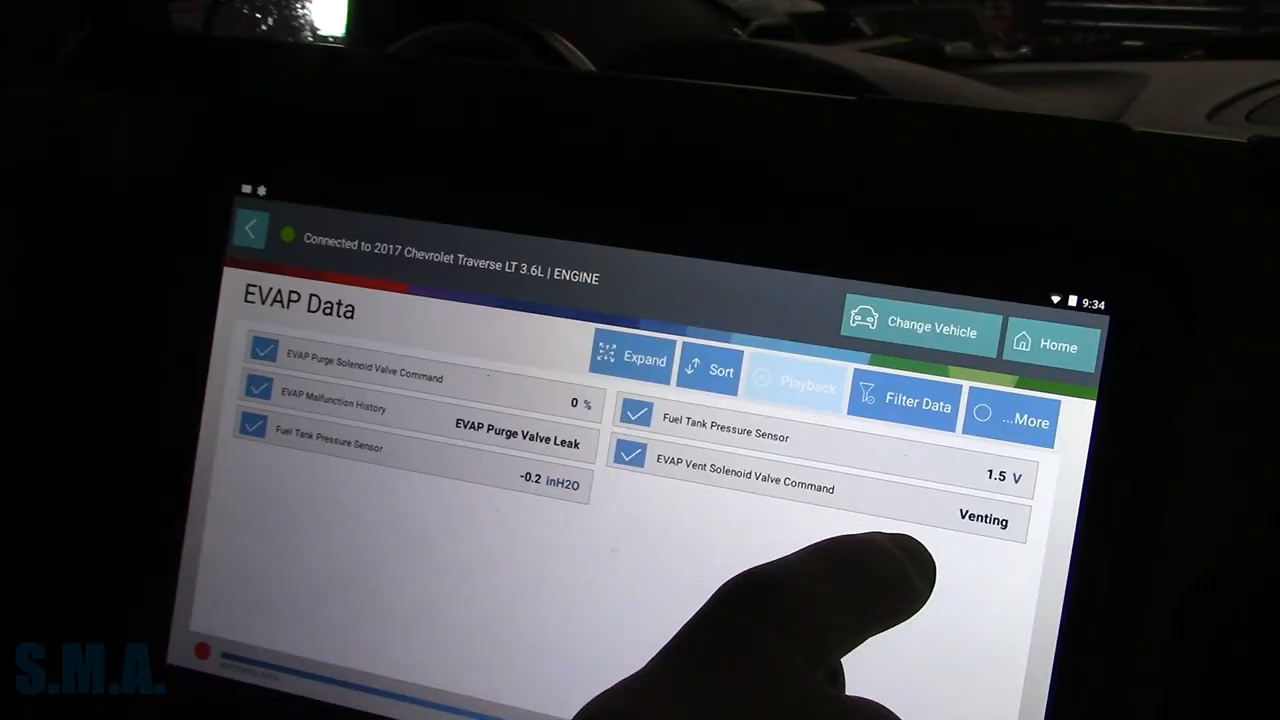 Connected to 2017 Chevrolet Traverse LT 3.6L | ENGINE
9:34
Change Vehicle
Home
EVAP Data
Expand
Sort
Playback
Filter Data
...More
EVAP Purge Solenoid Valve Command
0 %
EVAP Malfunction History
EVAP Purge Valve Leak
Fuel Tank Pressure Sensor
-0.2 inH2O
Fuel Tank Pressure Sensor
1.5 V
EVAP Vent Solenoid Valve Command
Venting
S.M.A.